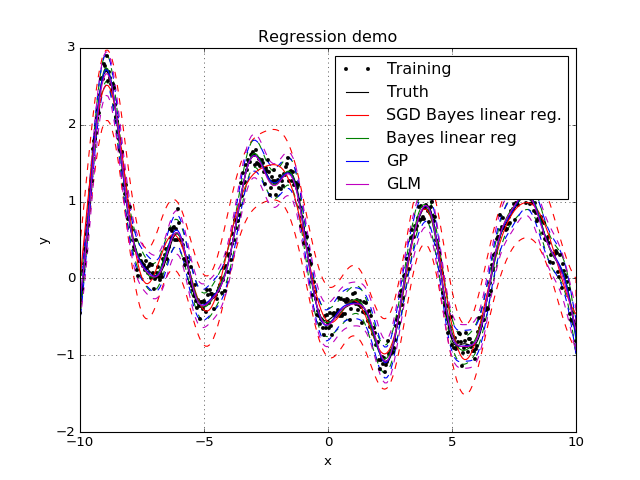 Regression demo
3
2
1
0
−1
−2
y
Training
Truth
SGD Bayes linear reg.
Bayes linear reg
GP
GLM
−10
−5
0
5
10
x